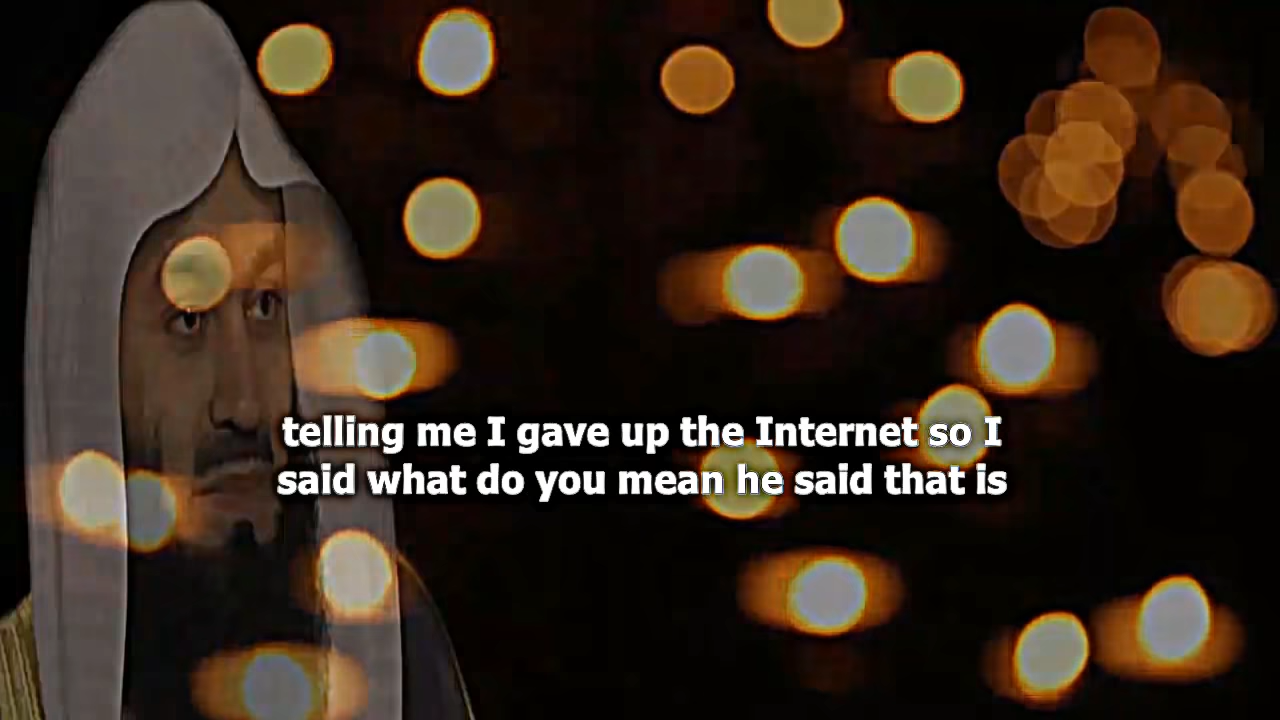 telling me I gave up the Internet so I
said what do you mean he said that is